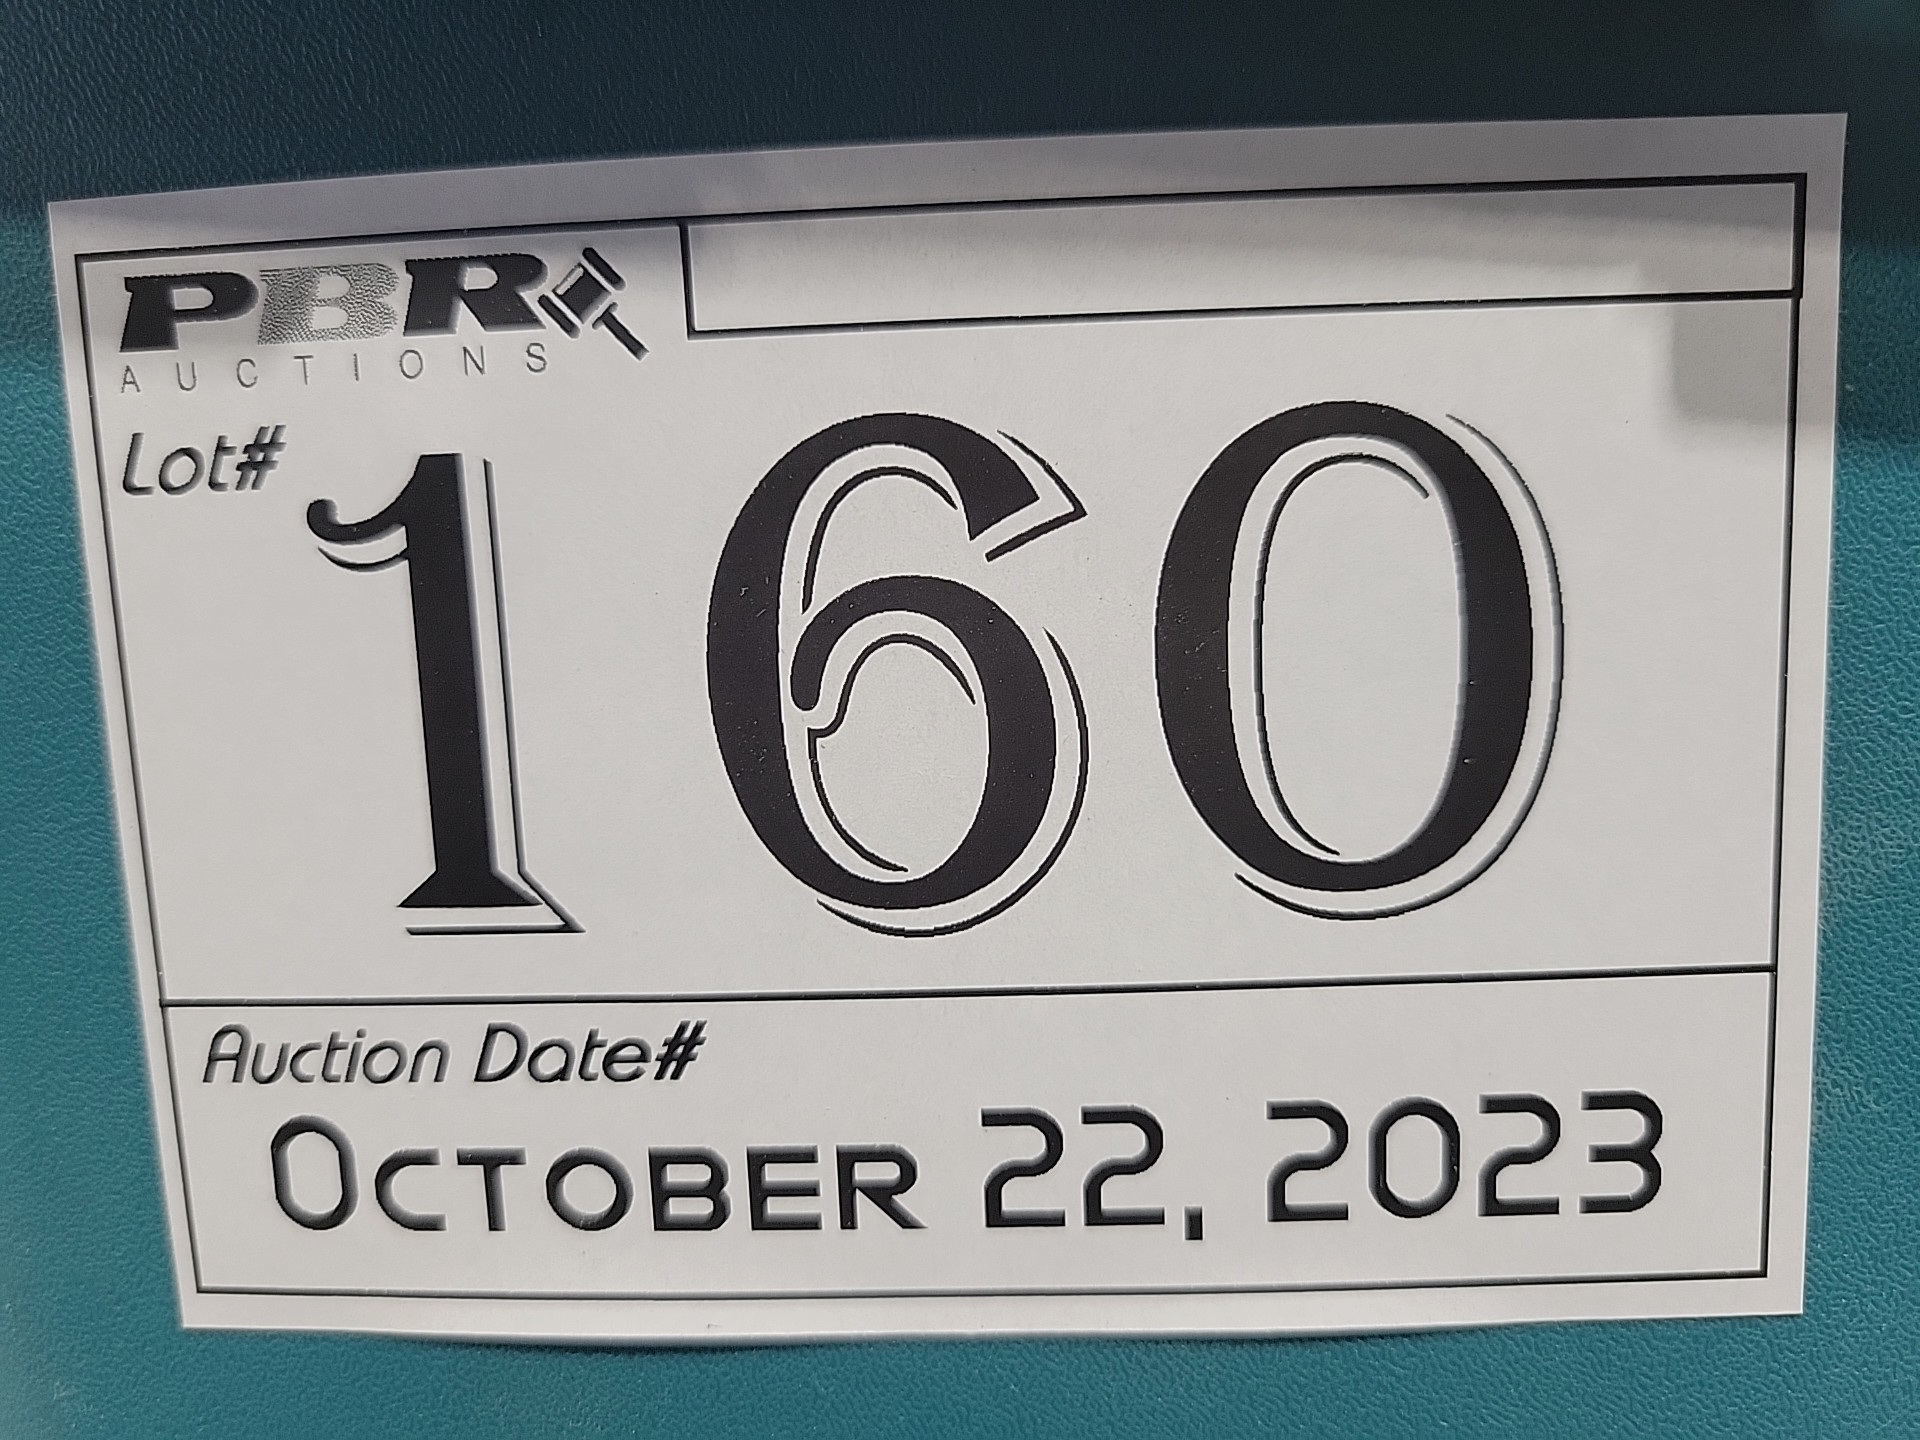 PBR
AUCTIONS
Lot#
160
Auction Date#
October 22, 2023